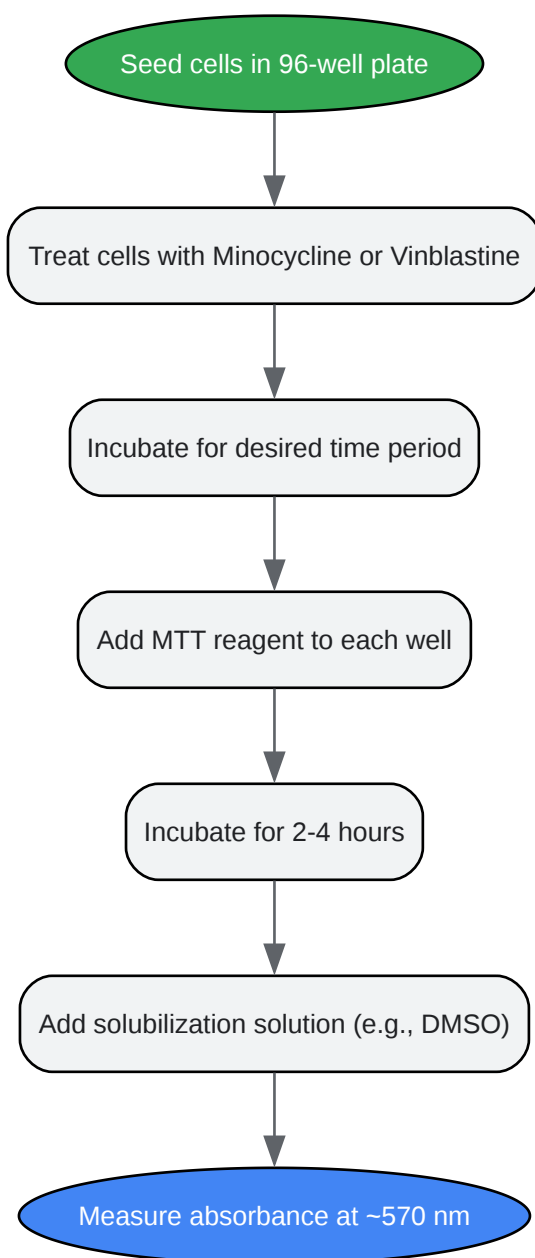 Seed cells in 96-well plate
Treat cells with Minocycline or Vinblastine
Incubate for desired time period
Add MTT reagent to each well
Incubate for 2-4 hours
Add solubilization solution (e.g., DMSO)
Measure absorbance at ~570 nm